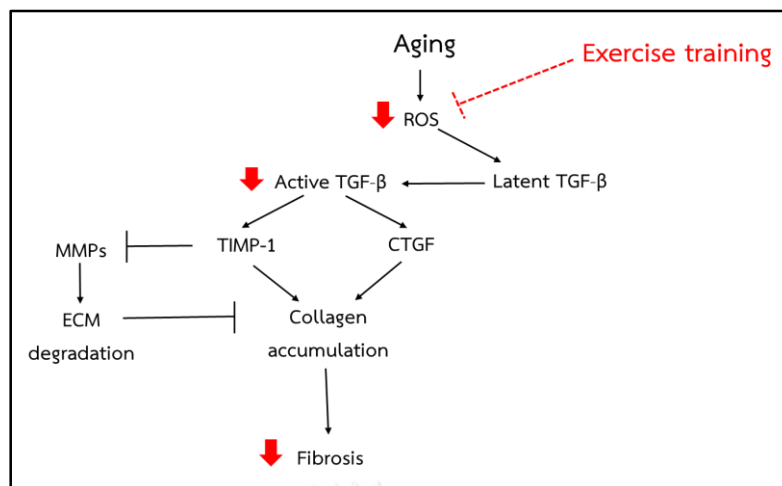 Aging
Exercise training
ROS
Active TGF-β
Latent TGF-β
MMPs
TIMP-1
CTGF
ECM
degradation
Collagen
accumulation
Fibrosis